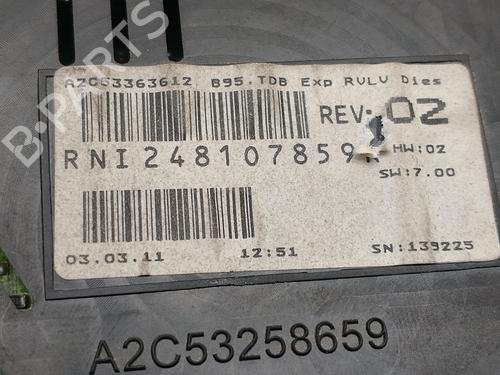 A2C53363612 B95.TDB Exp RVLV Dies
REV: 02
RNI248107859
HW:02
SW:7.00
03.03.11 12:51 SN:139225
A2C53258659
B-PARTS